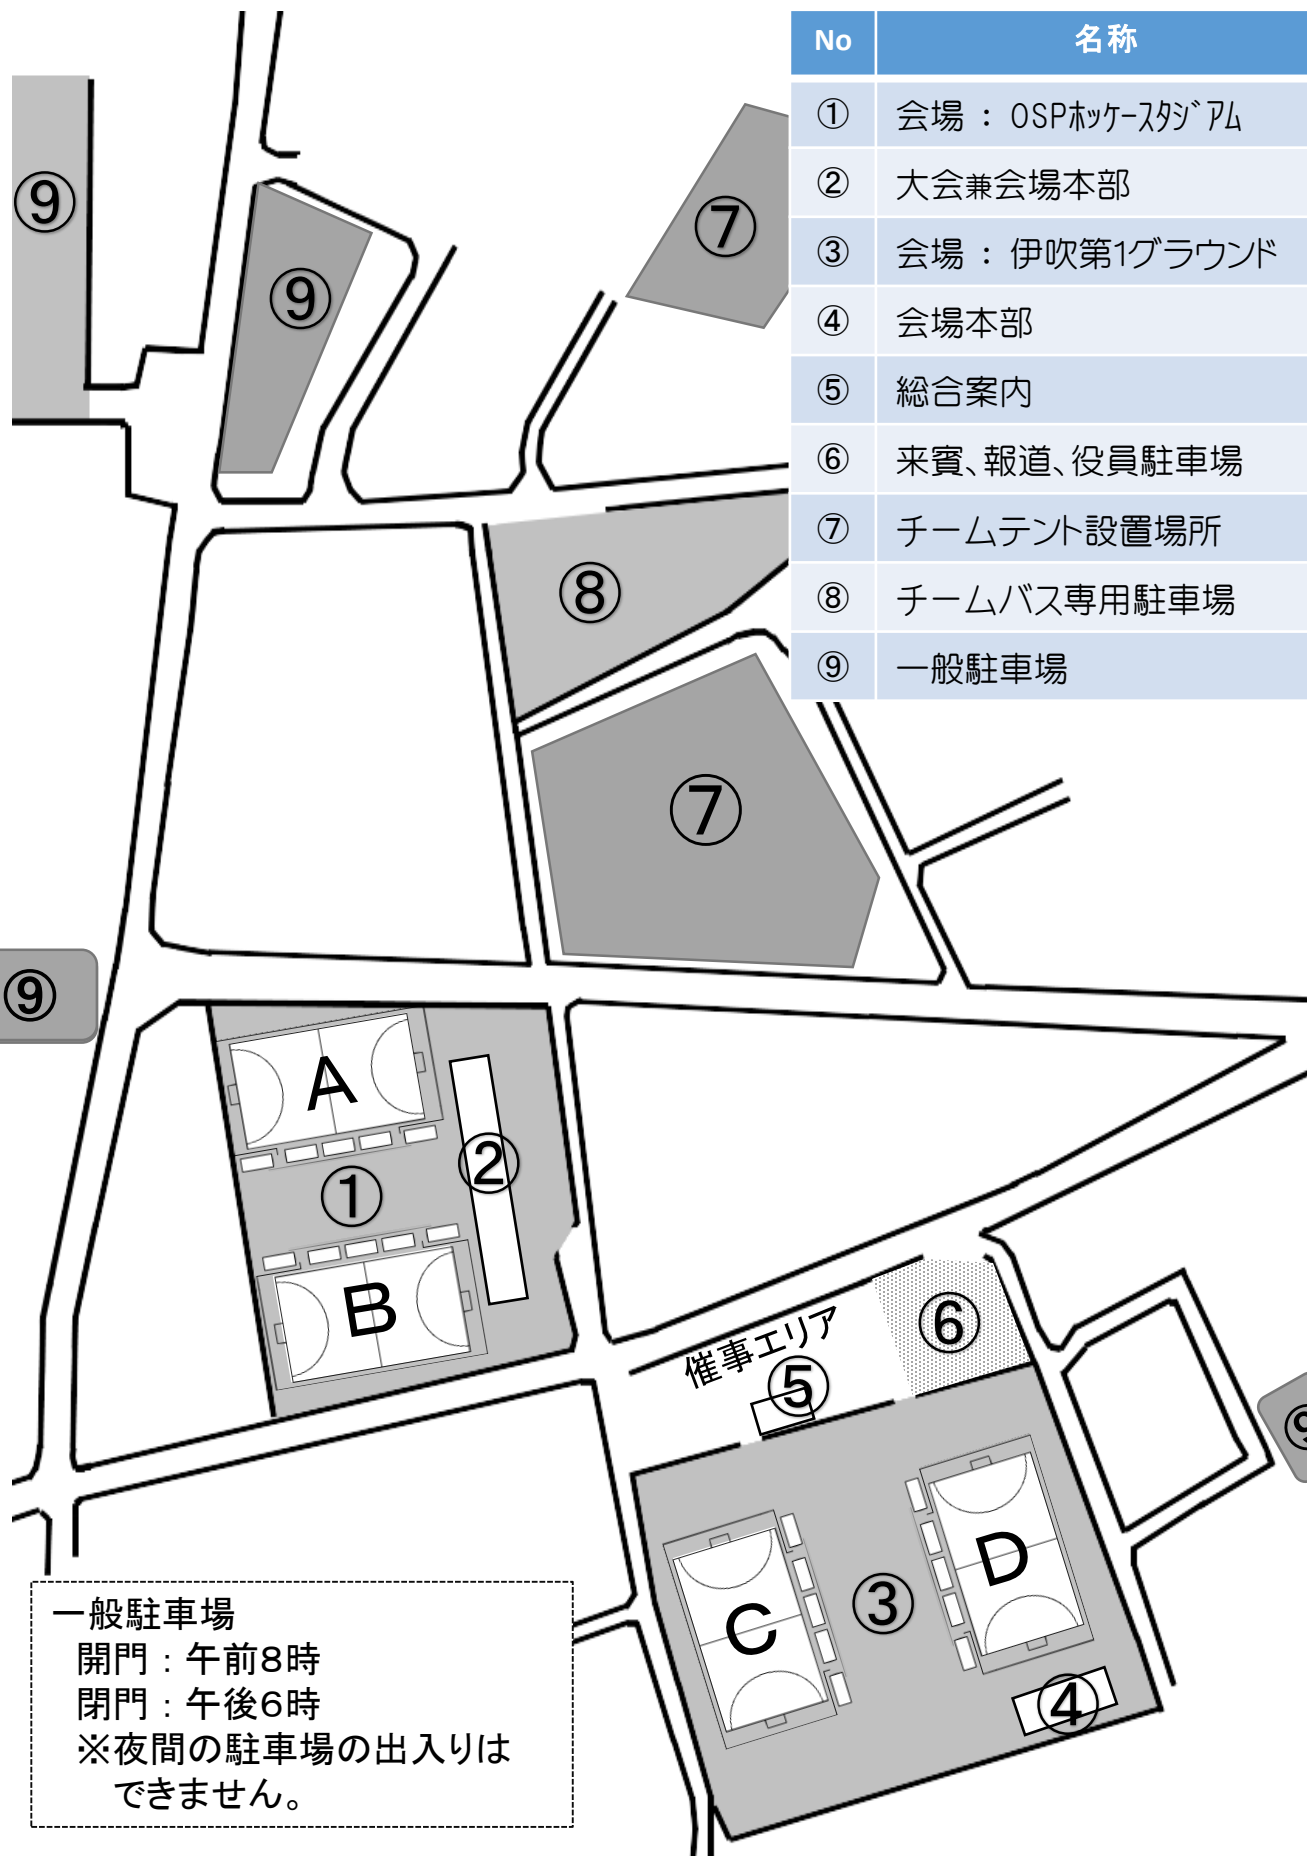 No 名称
① 会場 : OSPホッケースタジアム
② 大会兼会場本部
③ 会場 : 伊吹第1グラウンド
④ 会場本部
⑤ 総合案内
⑥ 来賓、報道、役員駐車場
⑦ チームテント設置場所
⑧ チームバス専用駐車場
⑨ 一般駐車場
⑨
⑦
⑨
⑧
⑦
⑨
A
②
①
B
⑥
催事エリア
⑤
⑨
D
③
C
④
一般駐車場
開門:午前8時
閉門:午後6時
※夜間の駐車場の出入りは
できません。